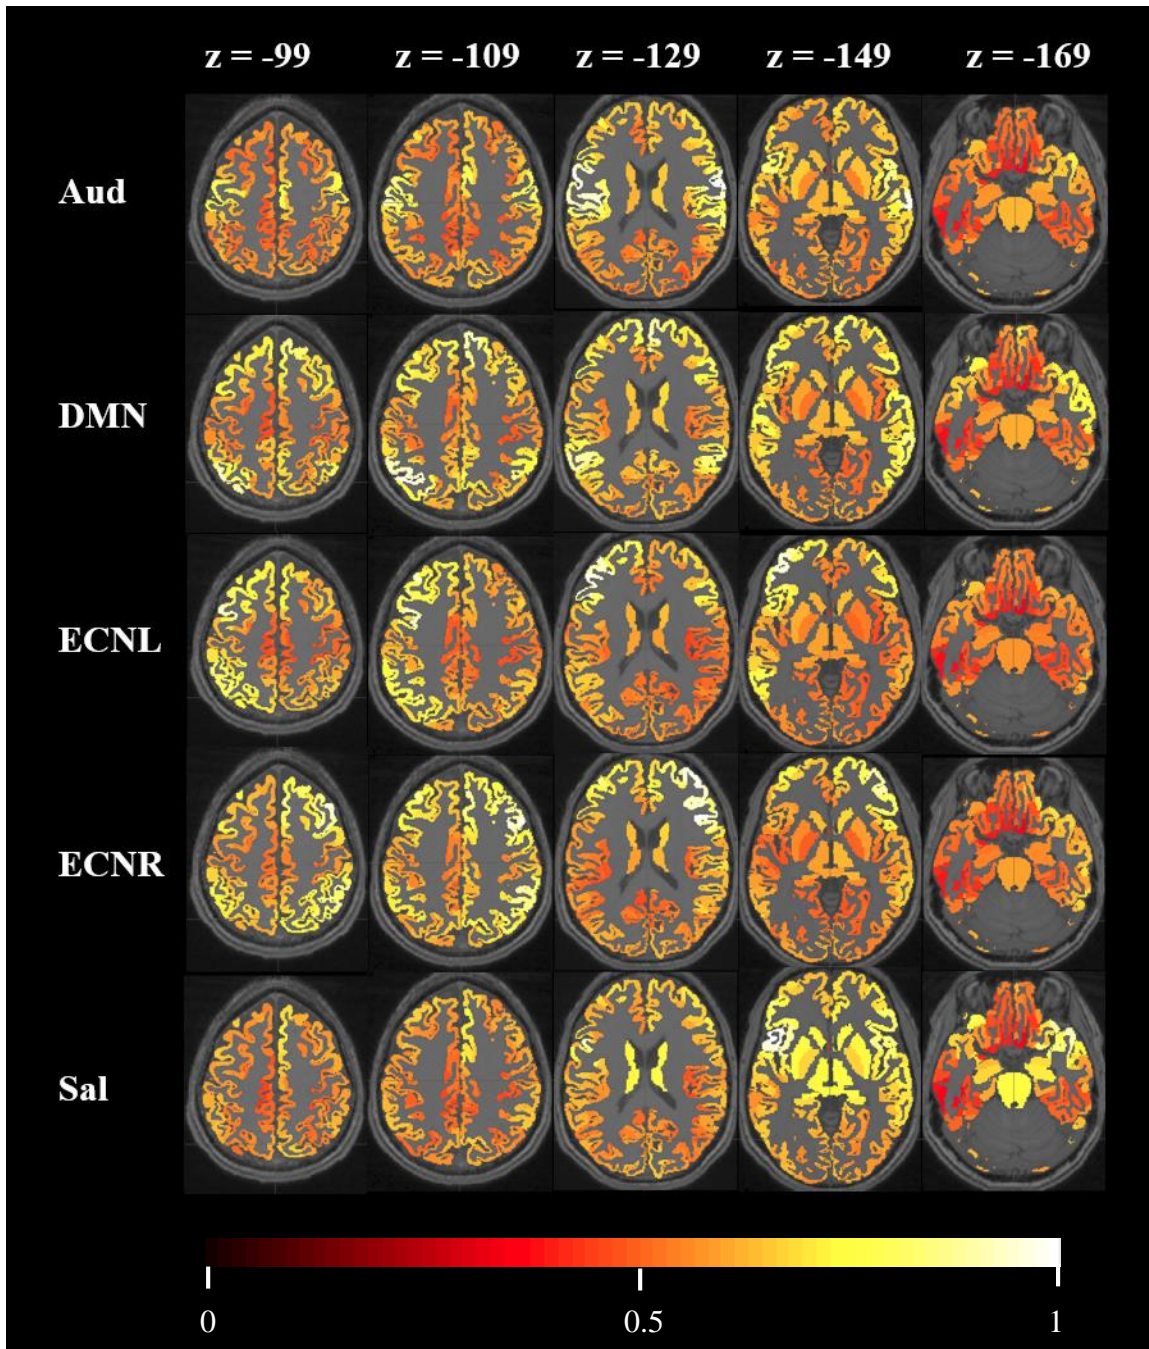 z = -99 z = -109 z = -129 z = -149 z = -169
Aud
DMN
ECNL
ECNR
Sal
0 0.5 1